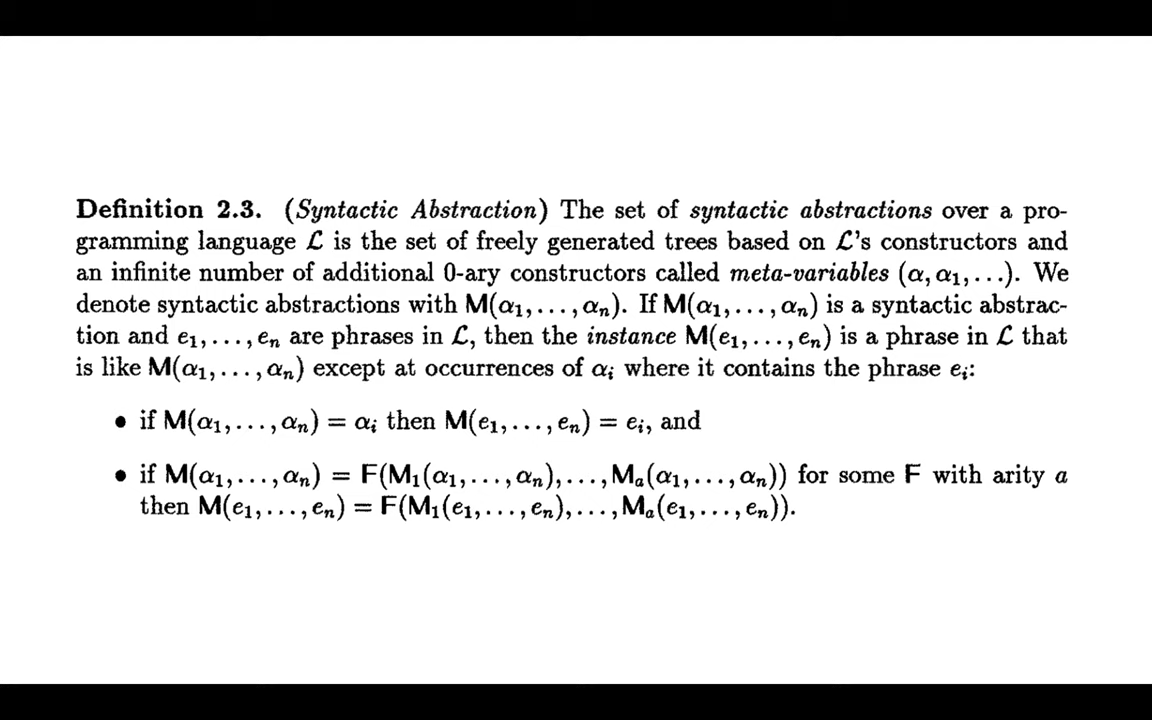 Definition 2.3. (Syntactic Abstraction) The set of syntactic abstractions over a pro-
gramming language ℒ is the set of freely generated trees based on ℒ's constructors and
an infinite number of additional 0-ary constructors called meta-variables (α, α₁, . . .). We
denote syntactic abstractions with M(α₁, . . . , αₙ). If M(α₁, . . . , αₙ) is a syntactic abstrac-
tion and e₁, . . . , eₙ are phrases in ℒ, then the instance M(e₁, . . . , eₙ) is a phrase in ℒ that
is like M(α₁, . . . , αₙ) except at occurrences of αᵢ where it contains the phrase eᵢ:
• if M(α₁, . . . , αₙ) = αᵢ then M(e₁, . . . , eₙ) = eᵢ, and
• if M(α₁, . . . , αₙ) = F(M₁(α₁, . . . , αₙ), . . . , Mₐ(α₁, . . . , αₙ)) for some F with arity a
then M(e₁, . . . , eₙ) = F(M₁(e₁, . . . , eₙ), . . . , Mₐ(e₁, . . . , eₙ)).